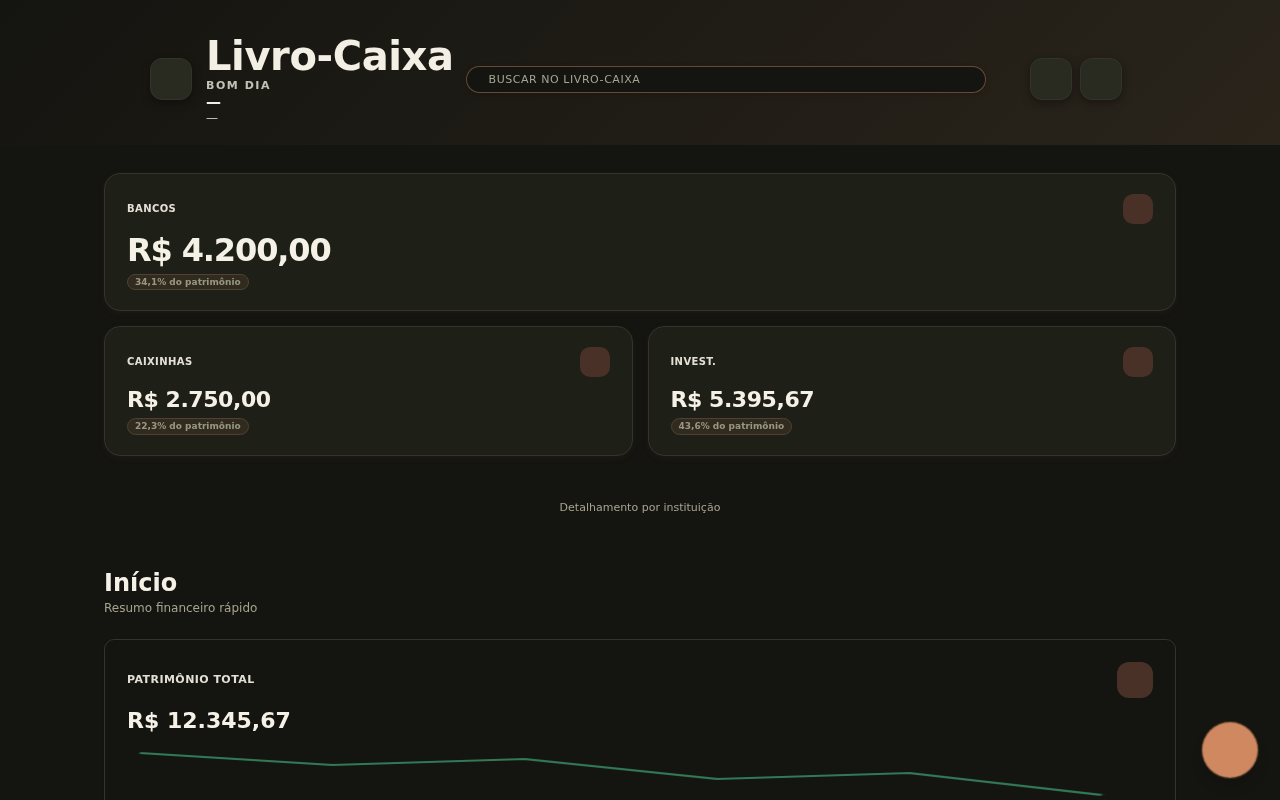 Livro-Caixa
BOM DIA
—
—
BUSCAR NO LIVRO-CAIXA
BANCOS
R$ 4.200,00
34,1% do patrimônio
CAIXINHAS
R$ 2.750,00
22,3% do patrimônio
INVEST.
R$ 5.395,67
43,6% do patrimônio
Detalhamento por instituição
Início
Resumo financeiro rápido
PATRIMÔNIO TOTAL
R$ 12.345,67